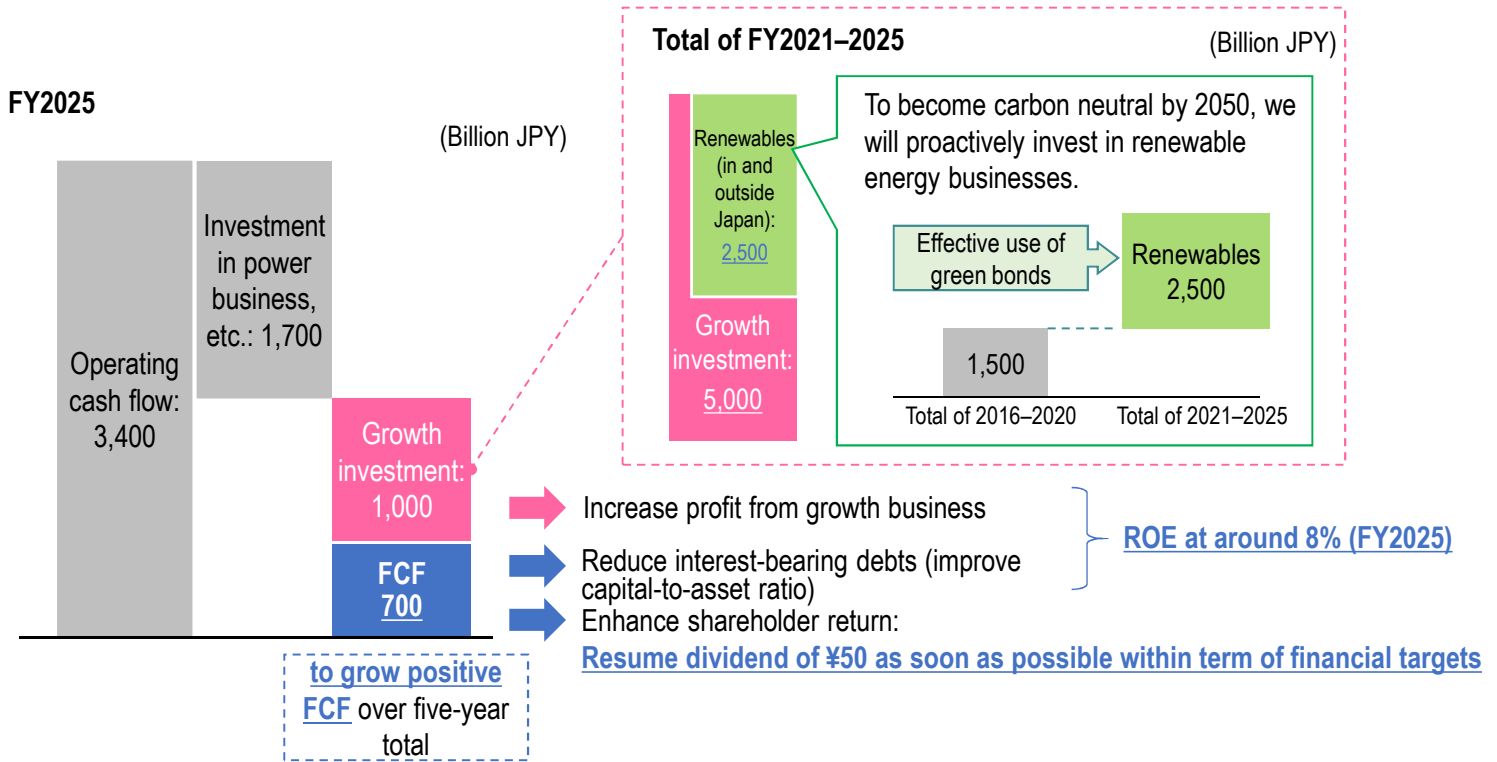 FY2025
(Billion JPY)
Operating
cash flow:
3,400
Investment
in power
business,
etc.: 1,700
Growth
investment:
1,000
FCF
700
to grow positive
FCF over five-year
total
Total of FY2021–2025
(Billion JPY)
Renewables
(in and
outside
Japan):
2,500
Growth
investment:
5,000
To become carbon neutral by 2050, we
will proactively invest in renewable
energy businesses.
Effective use of
green bonds
Renewables
2,500
1,500
Total of 2016–2020
Total of 2021–2025
Increase profit from growth business
Reduce interest-bearing debts (improve
capital-to-asset ratio)
ROE at around 8% (FY2025)
Enhance shareholder return:
Resume dividend of ¥50 as soon as possible within term of financial targets